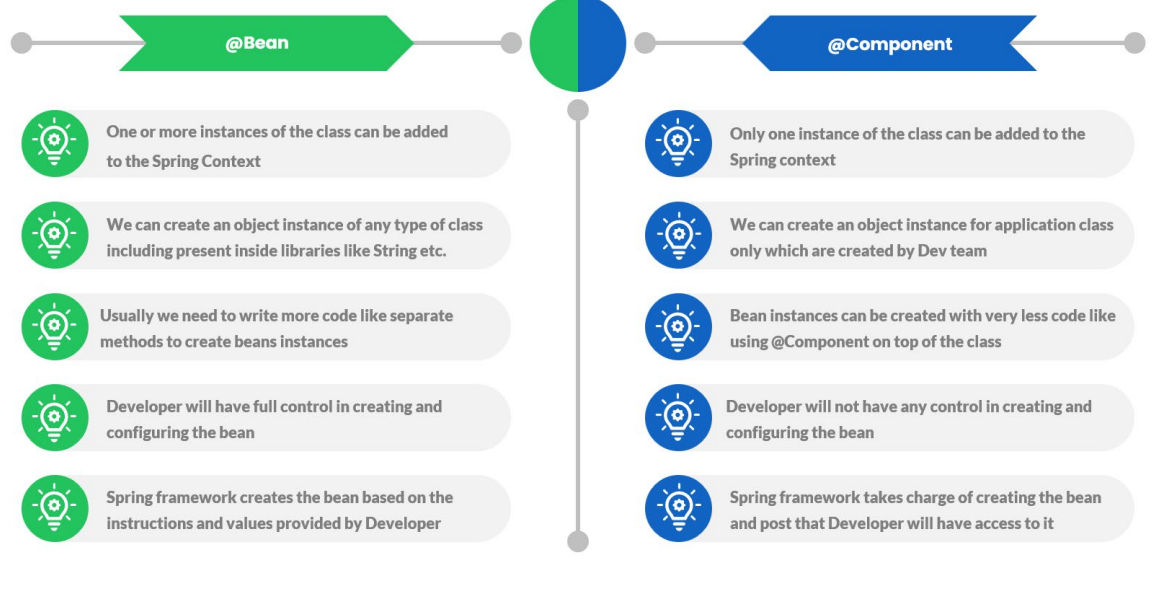 @Bean
One or more instances of the class can be added
to the Spring Context
We can create an object instance of any type of class
including present inside libraries like String etc.
Usually we need to write more code like separate
methods to create beans instances
Developer will have full control in creating and
configuring the bean
Spring framework creates the bean based on the
instructions and values provided by Developer
@Component
Only one instance of the class can be added to the
Spring context
We can create an object instance for application class
only which are created by Dev team
Bean instances can be created with very less code like
using @Component on top of the class
Developer will not have any control in creating and
configuring the bean
Spring framework takes charge of creating the bean
and post that Developer will have access to it